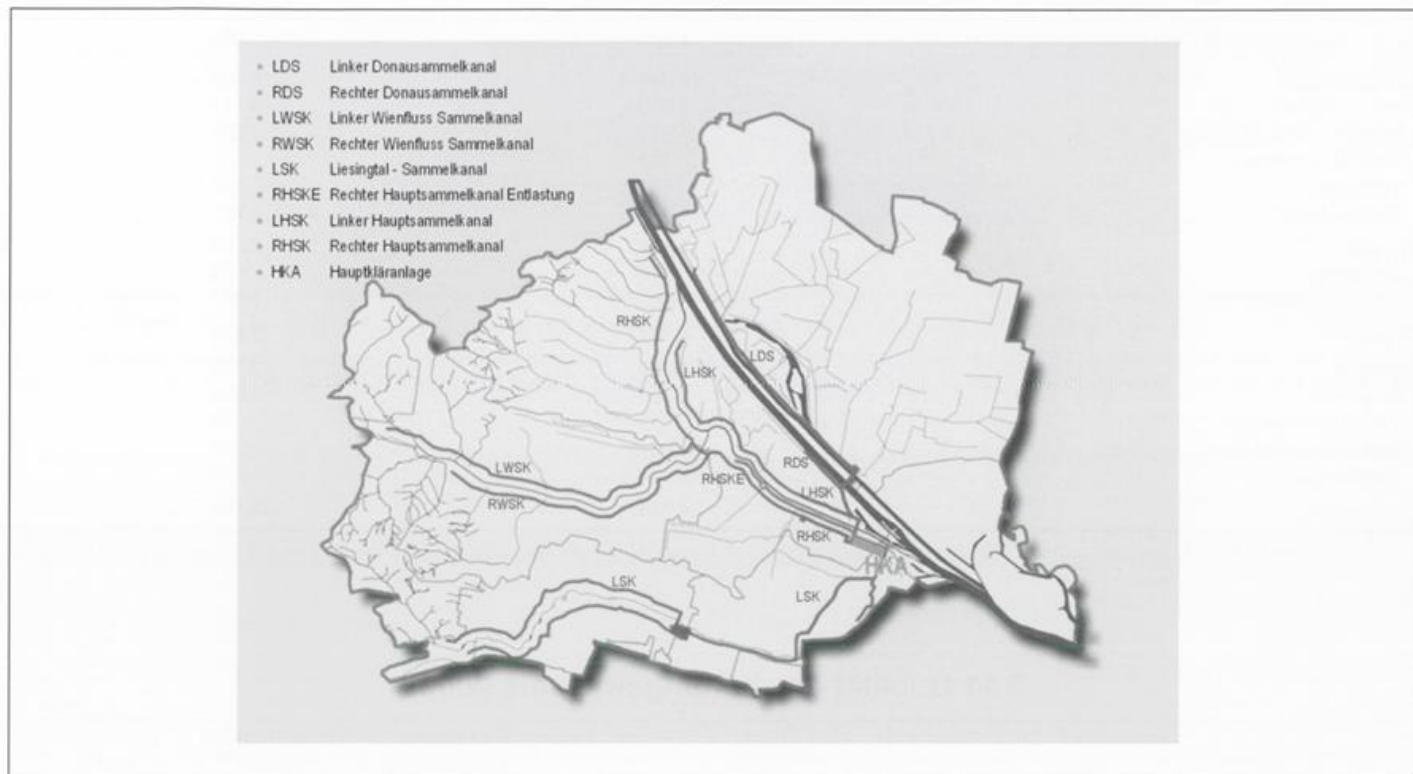 LDS Linker Donausammelkanal
RDS Rechter Donausammelkanal
LWSK Linker Wienfluss Sammelkanal
RWSK Rechter Wienfluss Sammelkanal
LSK Liesingtal - Sammelkanal
RHSKE Rechter Hauptsammelkanal Entlastung
LHSK Linker Hauptsammelkanal
RHSK Rechter Hauptsammelkanal
HKA Hauptkläranlage
RHSK
LDS
LHSK
LWSK
RDS
RHSKE
LHSK
RWSK
RHSK
HKA
LSK
LSK